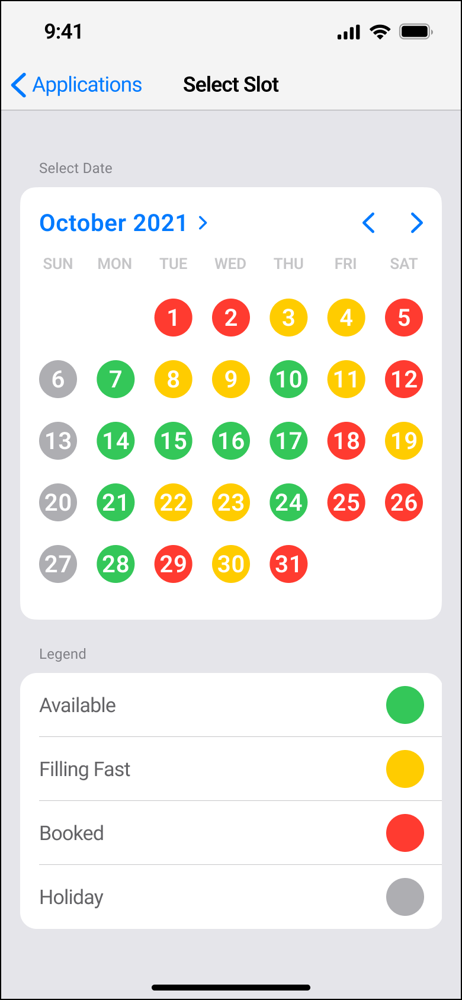 9:41
Applications Select Slot
Select Date
October 2021
SUN MON TUE WED THU FRI SAT
1 2 3 4 5
6 7 8 9 10 11 12
13 14 15 16 17 18 19
20 21 22 23 24 25 26
27 28 29 30 31
Legend
Available
Filling Fast
Booked
Holiday